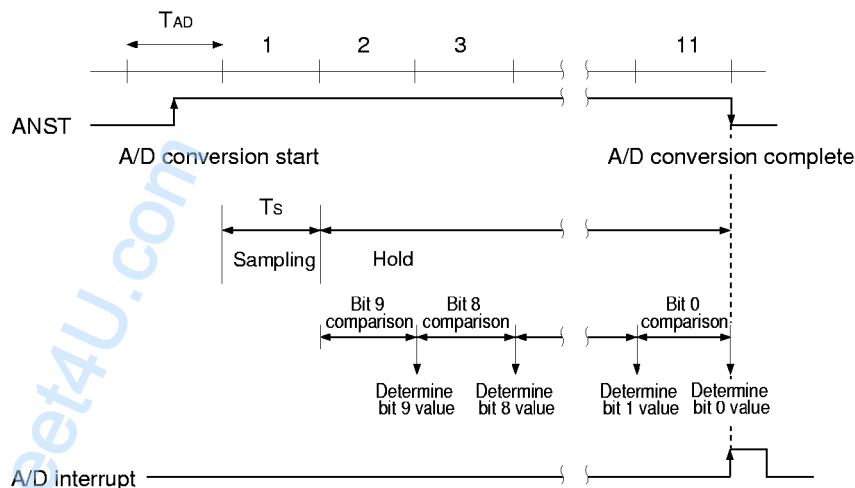 TAD
1 2 3 11
ANST
A/D conversion start
A/D conversion complete
TS
Sampling
Hold
Bit 9
comparison
Bit 8
comparison
Bit 0
comparison
Determine
bit 9 value
Determine
bit 8 value
Determine
bit 1 value
Determine
bit 0 value
A/D interrupt
eet4U.com